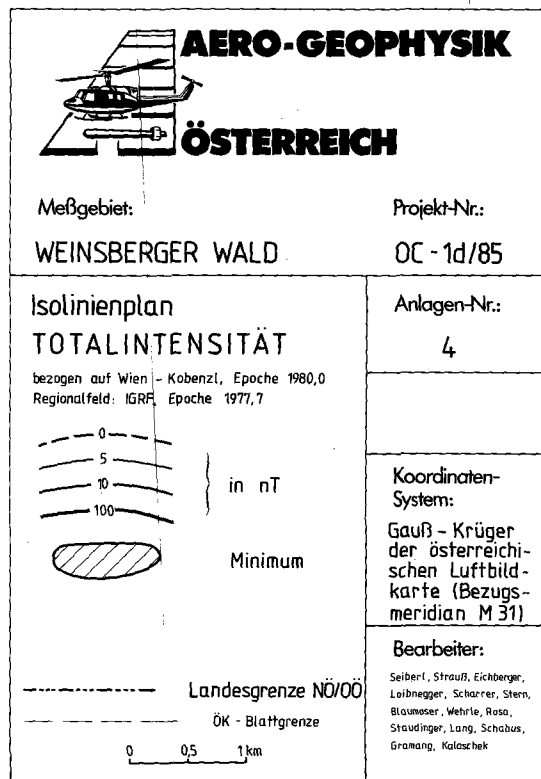 AERO-GEOPHYSIK
ÖSTERREICH
Meßgebiet:
WEINSBERGER WALD
Projekt-Nr.:
OC - 1d/85
Isolinienplan
TOTALINTENSITÄT
bezogen auf Wien - Kobenzl, Epoche 1980,0
Regionalfeld: IGRF, Epoche 1977,7
0
5
10
100
in nT
Minimum
Landesgrenze NÖ/OÖ
ÖK - Blattgrenze
0 0,5 1 km
Anlagen-Nr.:
4
Koordinaten-
System:
Gauß - Krüger
der österreichi-
schen Luftbild-
karte (Bezugs-
meridian M 31)
Bearbeiter:
Seiberl, Strauß, Eichberger,
Loibnegger, Scharrer, Stern,
Blaumoser, Wehrle, Rosa,
Staudinger, Lang, Schabus,
Gramang, Kalaschek